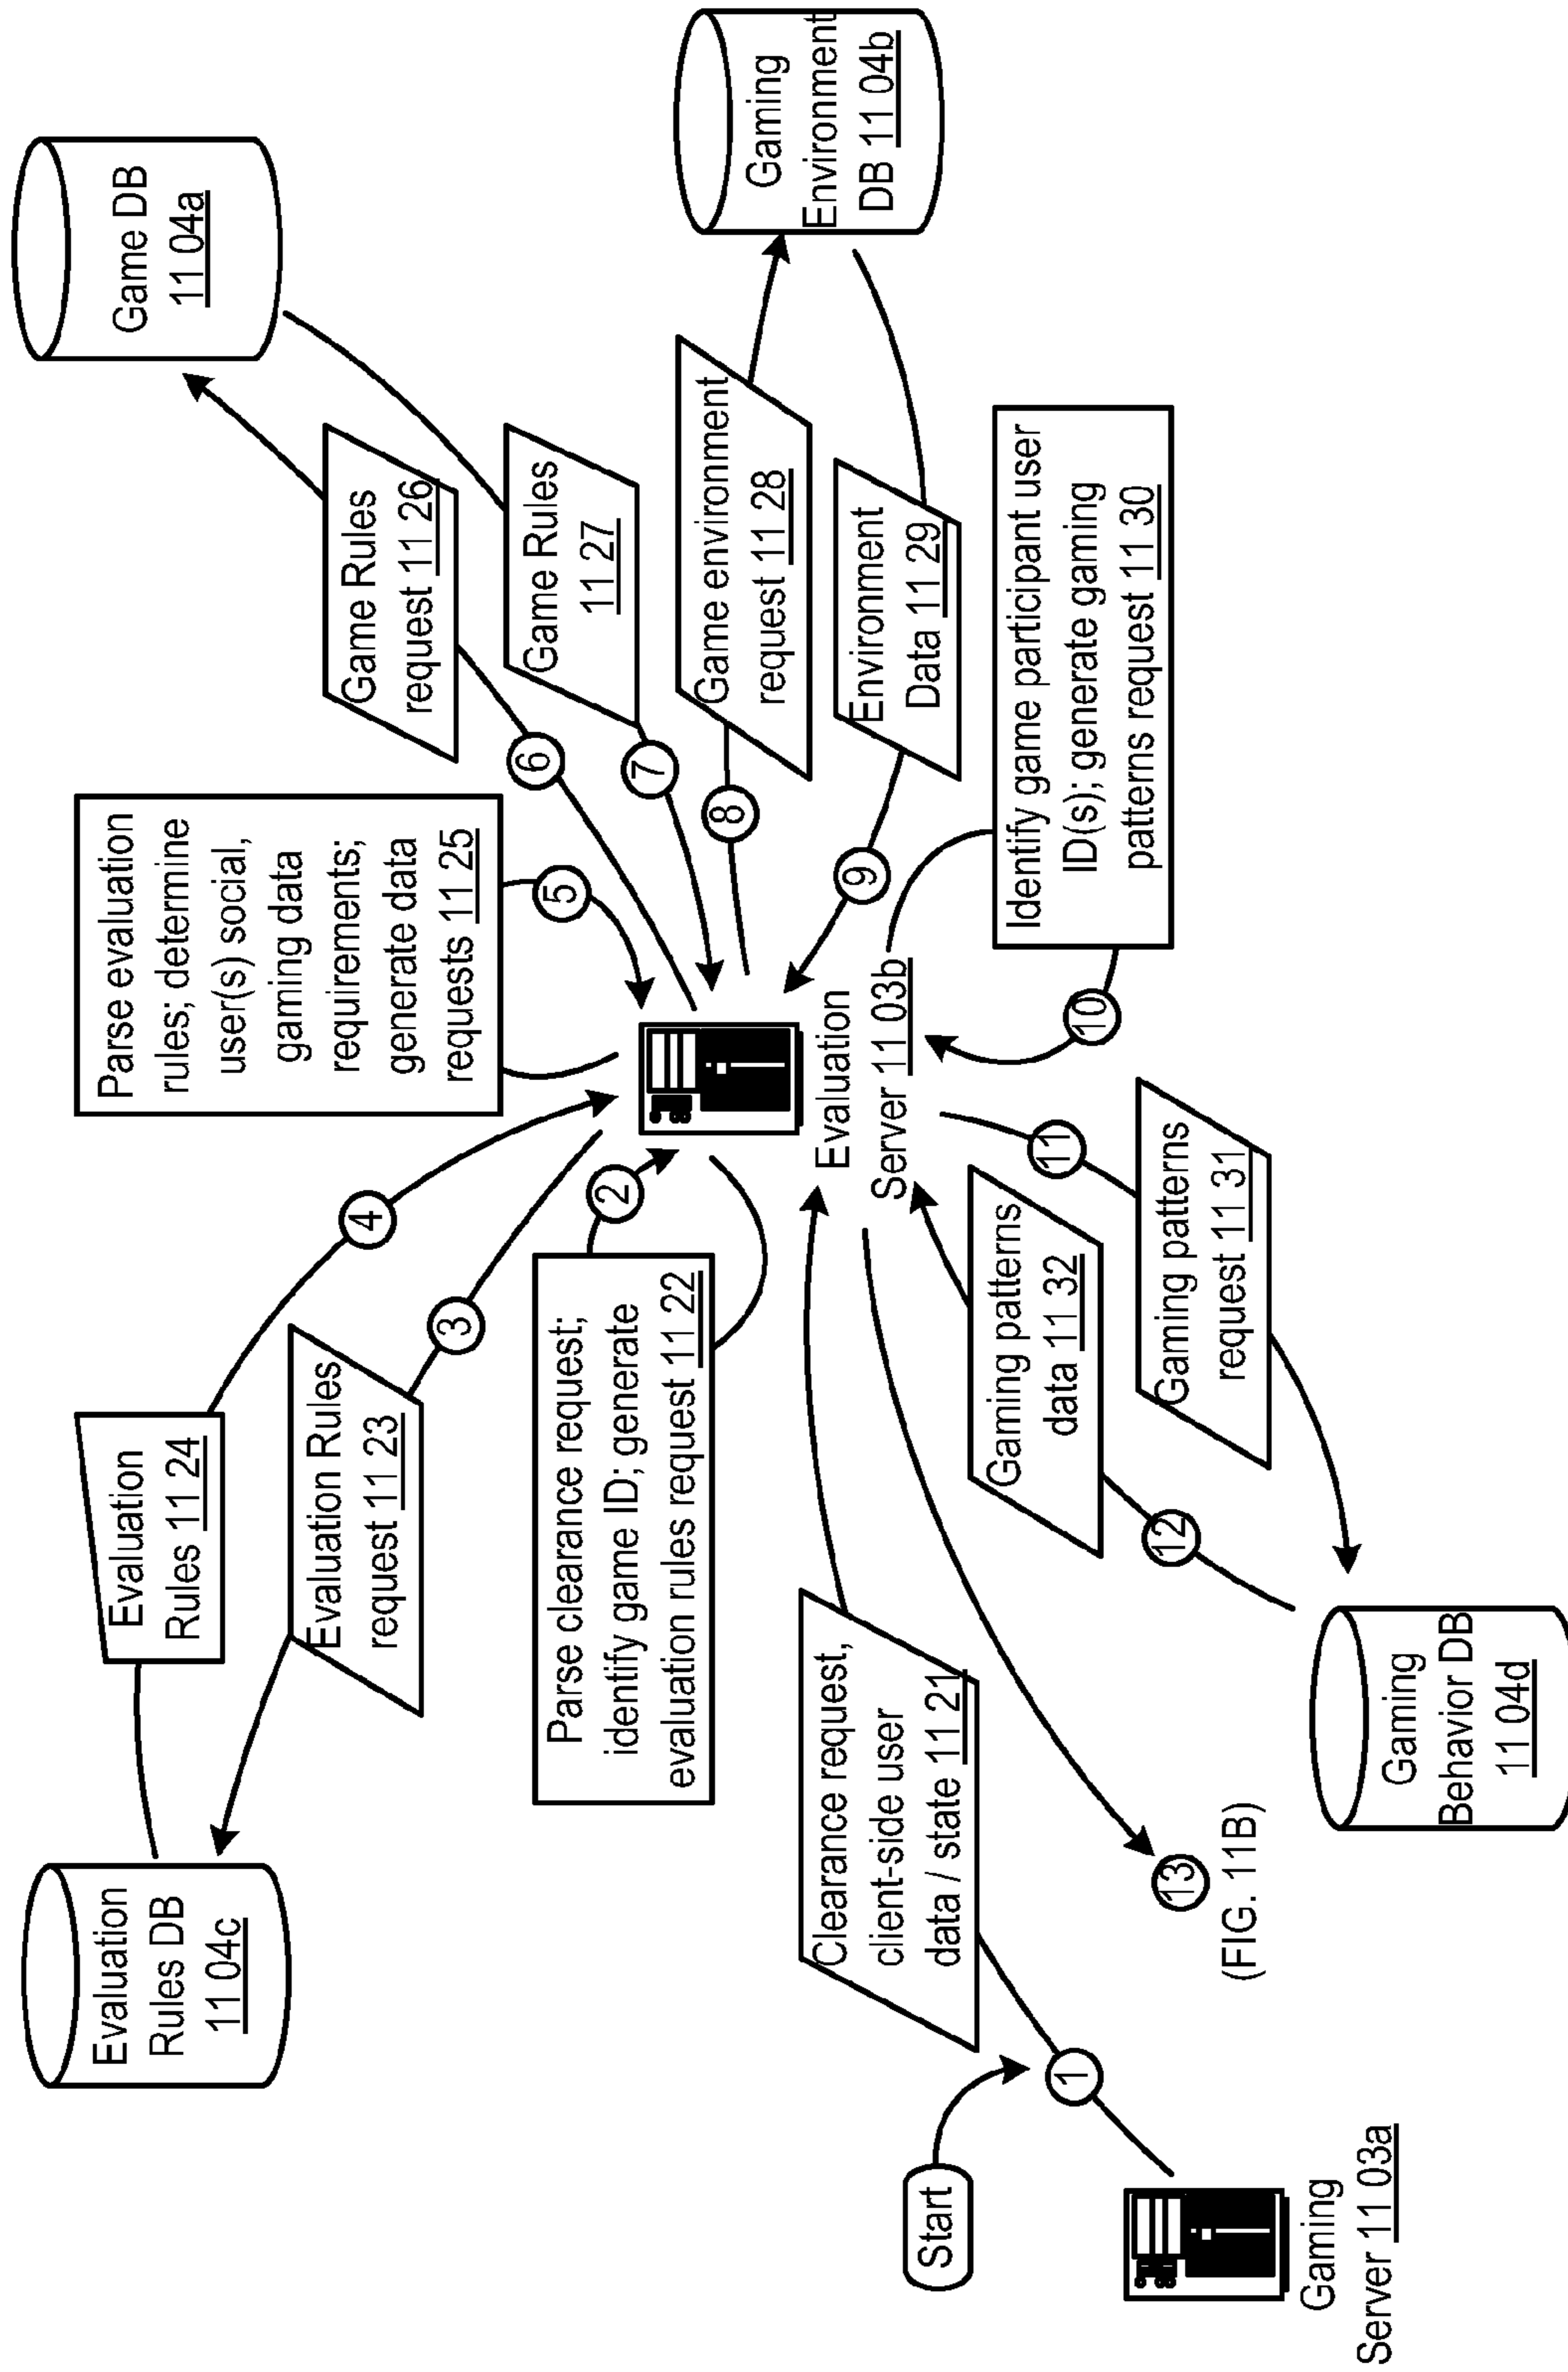 Start
Gaming
Server 11 03a
1
Clearance request,
client-side user
data / state 11 21
Evaluation
Server 11 03b
2
Parse clearance request;
identify game ID; generate
evaluation rules request 11 22
3
Evaluation Rules
request 11 23
Evaluation
Rules DB
11 04c
Evaluation
Rules 11 24
4
Parse evaluation
rules; determine
user(s) social,
gaming data
requirements;
generate data
requests 11 25
5
6
Game Rules
request 11 26
Game DB
11 04a
7
Game Rules
11 27
8
Game environment
request 11 28
Gaming
Environment
DB 11 04b
9
Environment
Data 11 29
Identify game participant user
ID(s); generate gaming
patterns request 11 30
10
11
Gaming patterns
request 11 31
Gaming
Behavior DB
11 04d
12
Gaming patterns
data 11 32
13
(FIG. 11B)